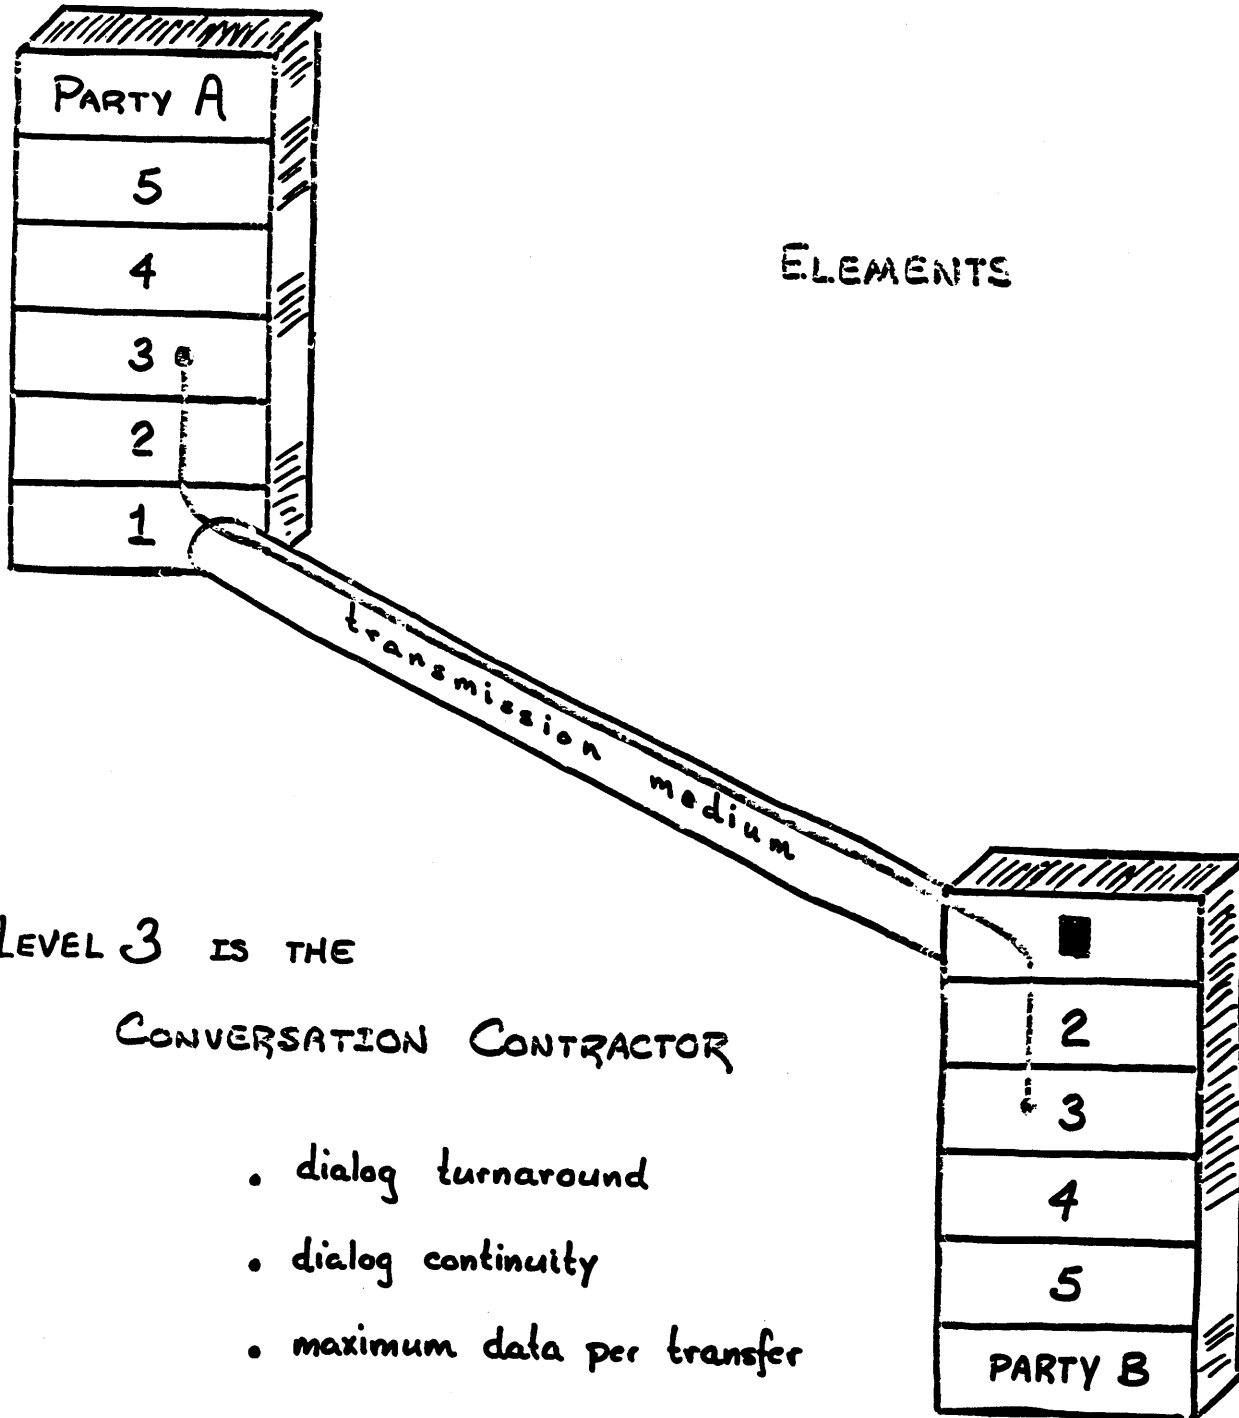 PARTY A
5
4
3
2
1
ELEMENTS
transmission medium
LEVEL 3 IS THE
CONVERSATION CONTRACTOR
• dialog turnaround
• dialog continuity
• maximum data per transfer
2
3
4
5
PARTY B